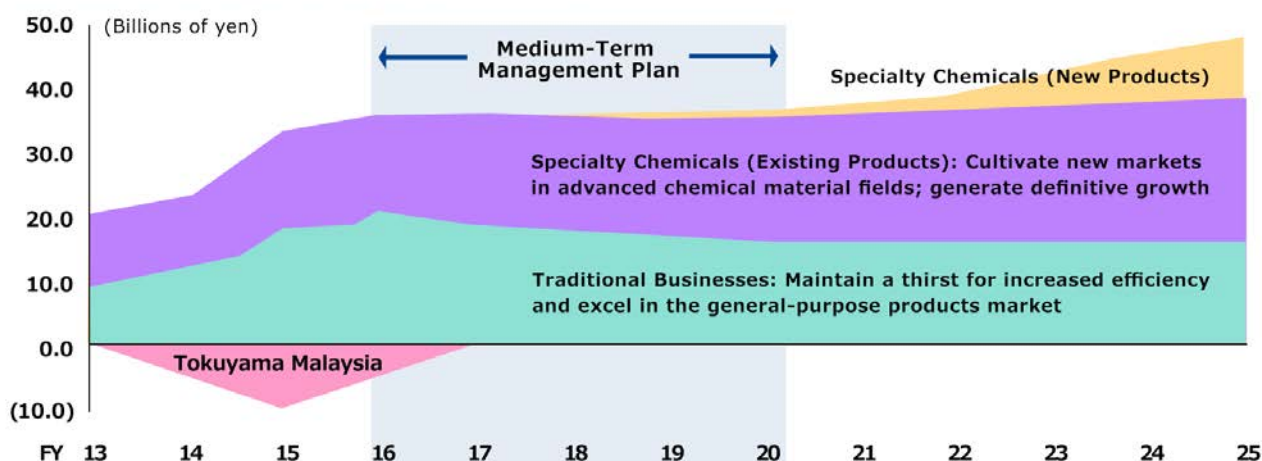 50.0
(Billions of yen)
Medium-Term
Management Plan
40.0
Specialty Chemicals (New Products)
30.0
Specialty Chemicals (Existing Products): Cultivate new markets
in advanced chemical material fields; generate definitive growth
20.0
10.0
Traditional Businesses: Maintain a thirst for increased efficiency
and excel in the general-purpose products market
0.0
Tokuyama Malaysia
(10.0)
FY 13 14 15 16 17 18 19 20 21 22 23 24 25